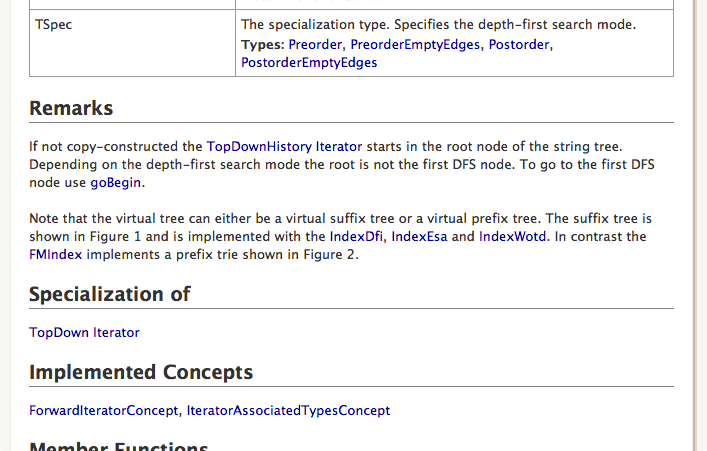 TSpec
The specialization type. Specifies the depth-first search mode.
Types: Preorder, PreorderEmptyEdges, Postorder,
PostorderEmptyEdges
Remarks
If not copy-constructed the TopDownHistory Iterator starts in the root node of the string tree.
Depending on the depth-first search mode the root is not the first DFS node. To go to the first DFS
node use goBegin.
Note that the virtual tree can either be a virtual suffix tree or a virtual prefix tree. The suffix tree is
shown in Figure 1 and is implemented with the IndexDfi, IndexEsa and IndexWotd. In contrast the
FMIndex implements a prefix trie shown in Figure 2.
Specialization of
TopDown Iterator
Implemented Concepts
ForwardIteratorConcept, IteratorAssociatedTypesConcept
Member Functions